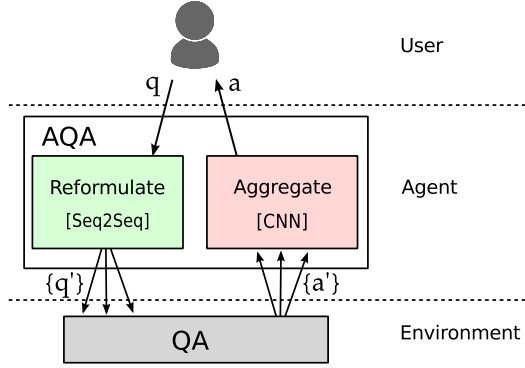 User
q
a
AQA
Reformulate
[Seq2Seq]
Aggregate
[CNN]
Agent
{q'}
{a'}
QA
Environment